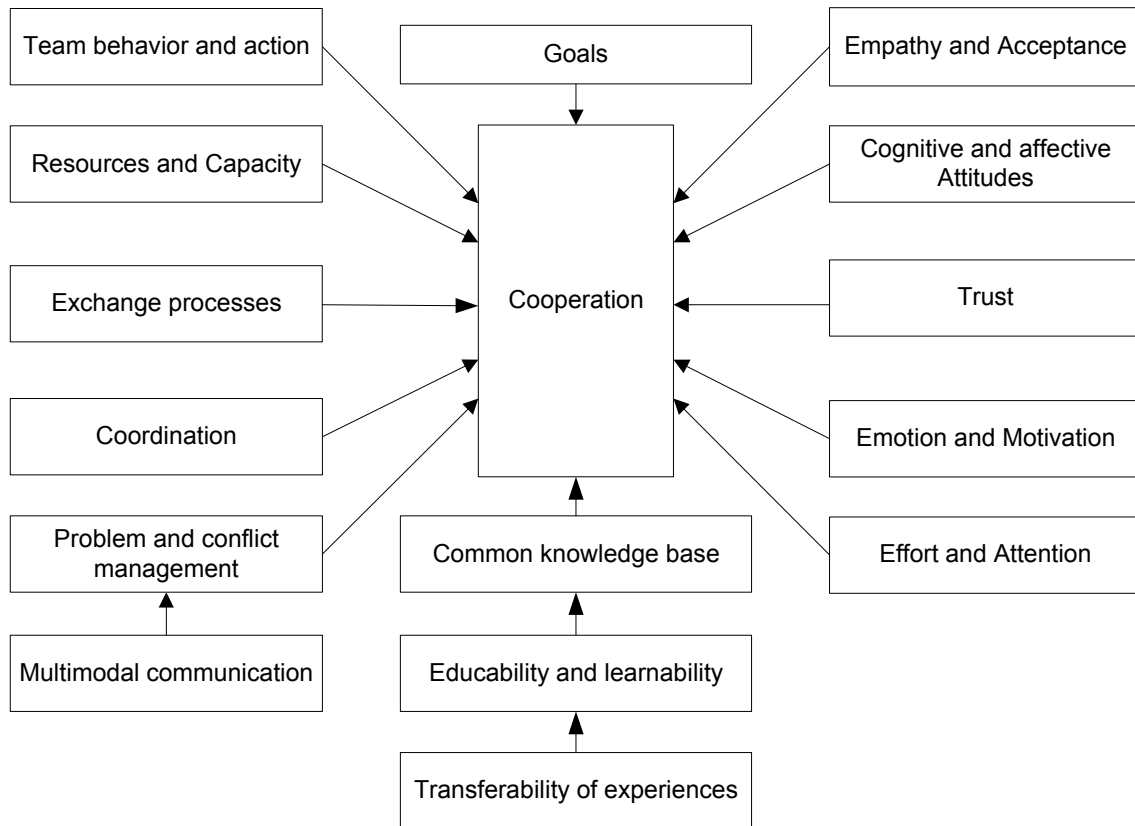 Team behavior and action
Goals
Empathy and Acceptance
Resources and Capacity
Cognitive and affective
Attitudes
Exchange processes
Cooperation
Trust
Coordination
Emotion and Motivation
Problem and conflict
management
Common knowledge base
Effort and Attention
Multimodal communication
Educability and learnability
Transferability of experiences